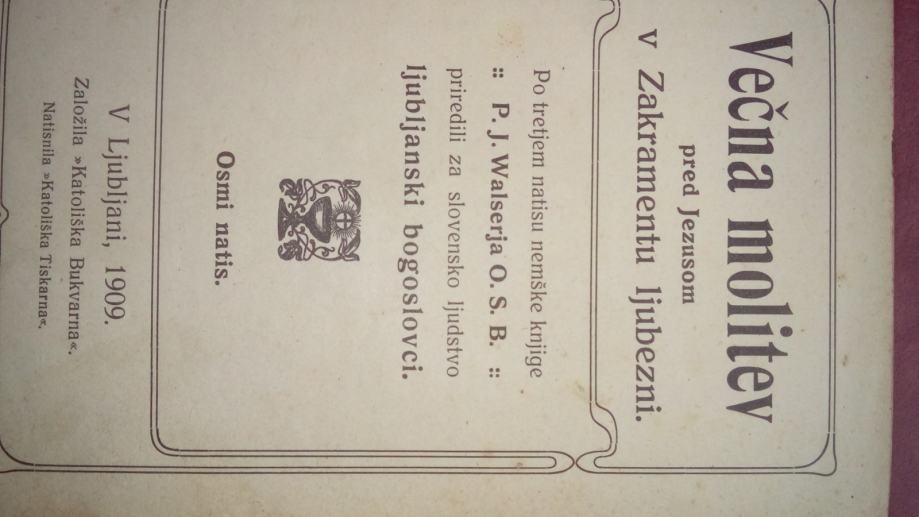 Večna molitev
pred Jezusom
v Zakramentu ljubezni.
Po tretjem natisu nemške knjige
:: P. J. Walserja O. S. B. ::
priredili za slovensko ljudstvo
ljubljanski bogoslovci.
Osmi natis.
V Ljubljani, 1909.
Založila »Katoliška Bukvarna«.
Natisnila »Katoliška Tiskarna«.